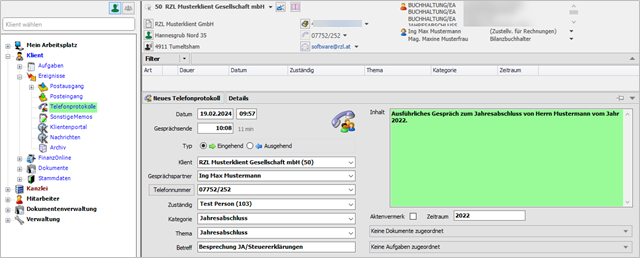 Klient wählen
Mein Arbeitsplatz
Klient
Aufgaben
Ereignisse
Postausgang
Posteingang
Telefonprotokolle
SonstigeMemos
Klientenportal
Nachrichten
Archiv
FinanzOnline
Dokumente
Stammdaten
Kanzlei
Mitarbeiter
Dokumentenverwaltung
Verwaltung
50 RZL Musterklient Gesellschaft mbH
RZL Musterklient GmbH
Hannesgrub Nord 35
07752/252
4911 Tumeltsham
software@rzl.at
BUCHHALTUNG/EA
BUCHHALTUNG/EA
JAHRESABSCHLUSS
Ing Max Mustermann (Zustellv. für Rechnungen)
Mag. Maxine Musterfrau Bilanzbuchhalter
Filter
Art Dauer Datum Zuständig Thema Kategorie Zeitraum
Neues Telefonprotokoll Details
Datum 19.02.2024 09:57
Gesprächsende 10:08 11 min
Typ Eingehend Ausgehend
Klient RZL Musterklient Gesellschaft mbH (50)
Gesprächspartner Ing Max Mustermann
Telefonnummer 07752/252
Zuständig Test Person (103)
Kategorie Jahresabschluss
Thema Jahresabschluss
Betreff Besprechung JA/Steuererklärungen
Inhalt Ausführliches Gespräch zum Jahresabschluss von Herrn Mustermann vom Jahr
2022.
Aktenvermerk Zeitraum 2022
Keine Dokumente zugeordnet
Keine Aufgaben zugeordnet